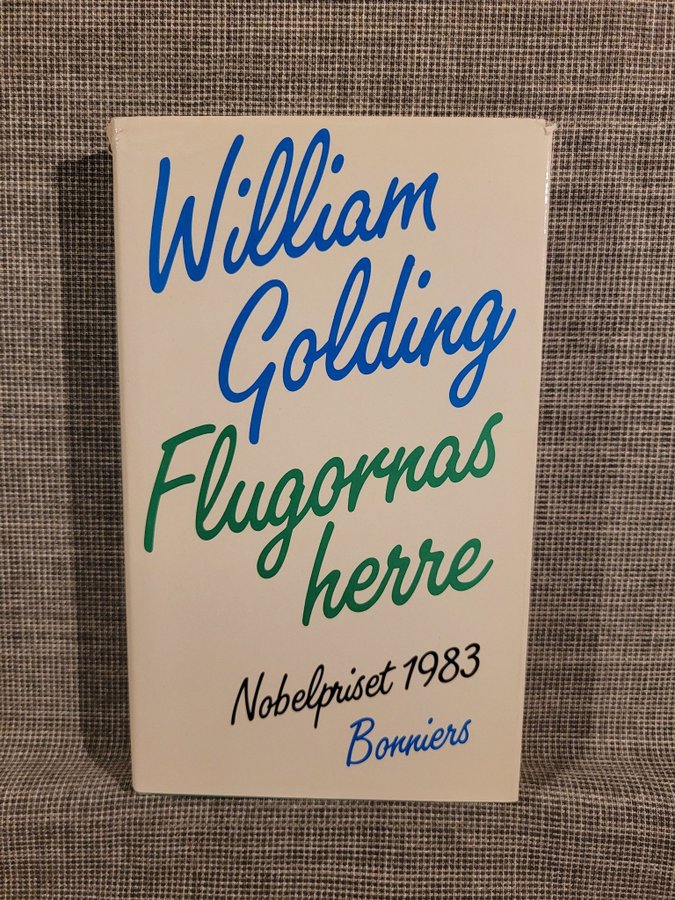 William
Golding
Flugornas
herre
Nobelpriset 1983
Bonniers